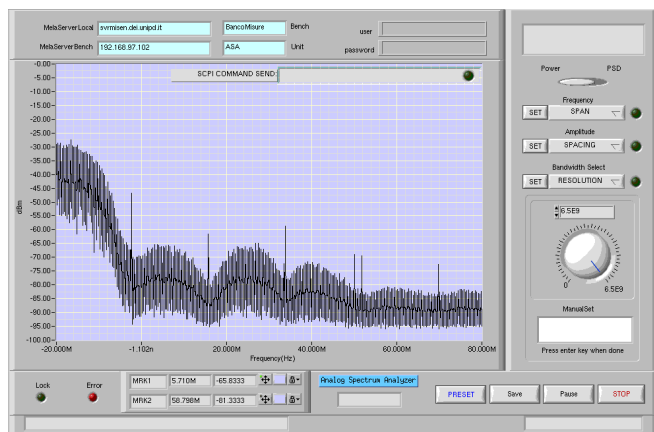 MelaServerLocal svrmisen.dei.unipd.it BancoMisure Bench user
MelaServerBench 192.168.97.102 ASA Unit password
SCPI COMMAND SEND:
-0.00
-5.00
-10.00
-15.00
-20.00
-25.00
-30.00
-35.00
-40.00
-45.00
-50.00
-55.00
-60.00
-65.00
-70.00
-75.00
-80.00
-85.00
-90.00
-95.00
-100.00
dBm
-20.000M -1.102n 20.000M 40.000M 60.000M 80.000M
Frequency(Hz)
Power PSD
Frequency
SET SPAN
Amplitude
SET SPACING
Bandwidth Select
SET RESOLUTION
6.5E9
0 6.5E9
ManualSet
Press enter key when done
Lock Error
MRK1 5.710M -65.8333
MRK2 58.798M -81.3333
Analog Spectrum Analyzer
PRESET Save Pause STOP